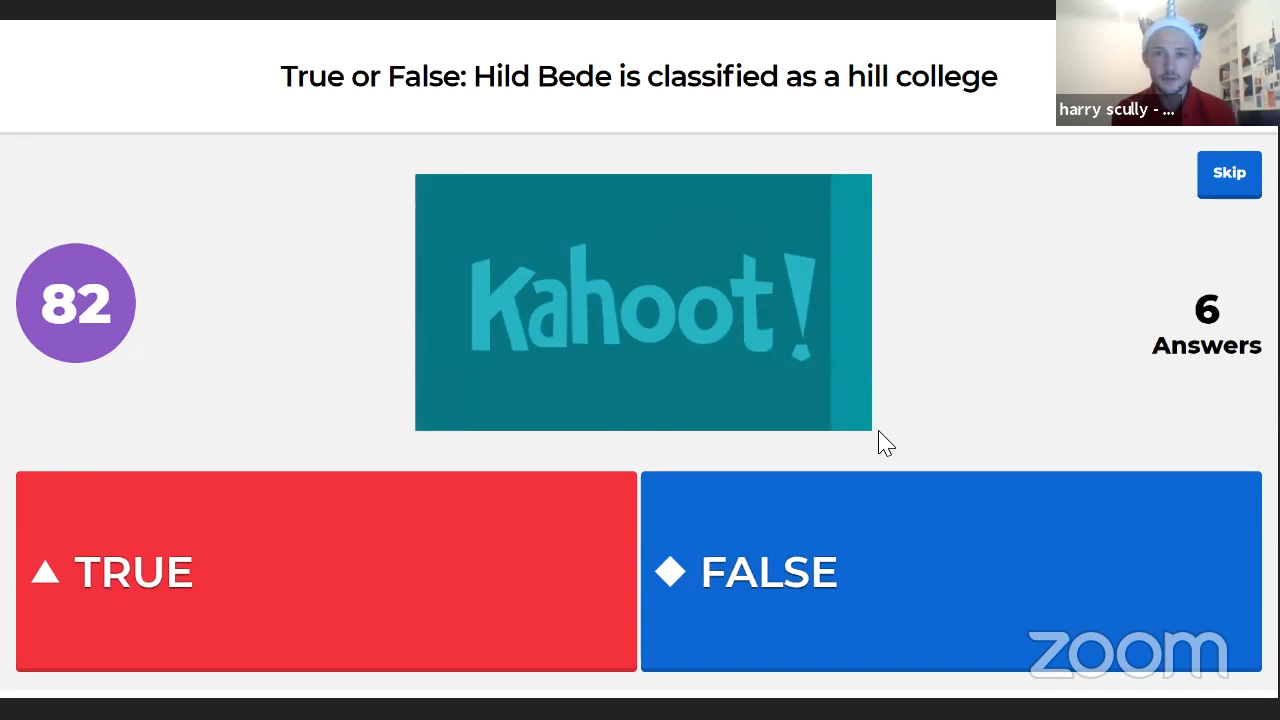 True or False: Hild Bede is classified as a hill college
harry scully - ...
Skip
82
Kahoot!
6
Answers
TRUE
FALSE
zoom